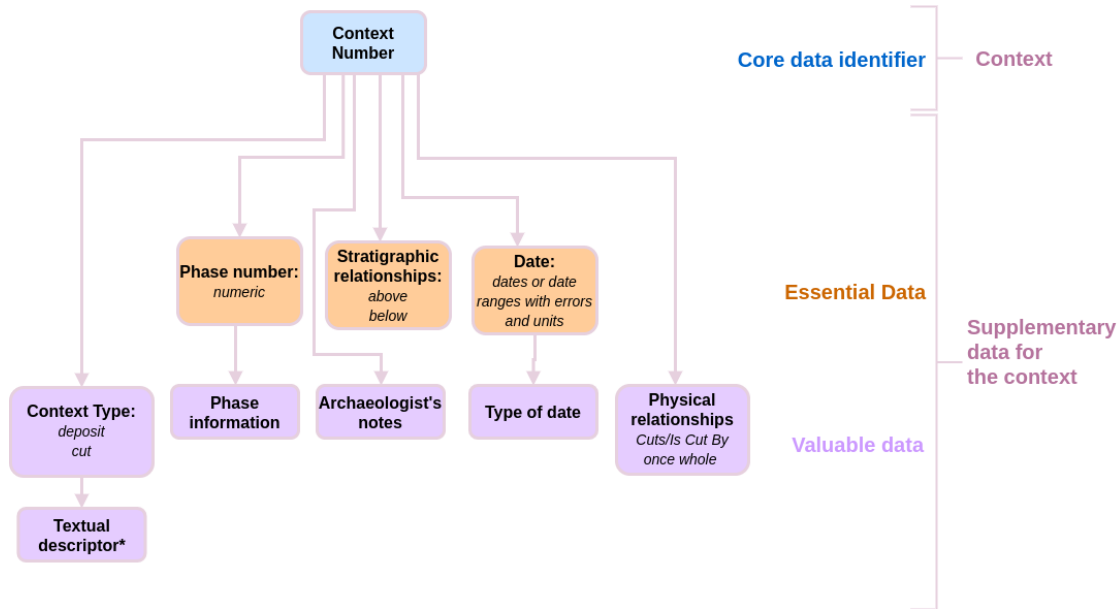 Context
Number
Core data identifier
Context
Phase number:
numeric
Stratigraphic
relationships:
above
below
Date:
dates or date
ranges with errors
and units
Essential Data
Supplementary
data for
the context
Context Type:
deposit
cut
Phase
information
Archaeologist's
notes
Type of date
Physical
relationships
Cuts/Is Cut By
once whole
Valuable data
Textual
descriptor*